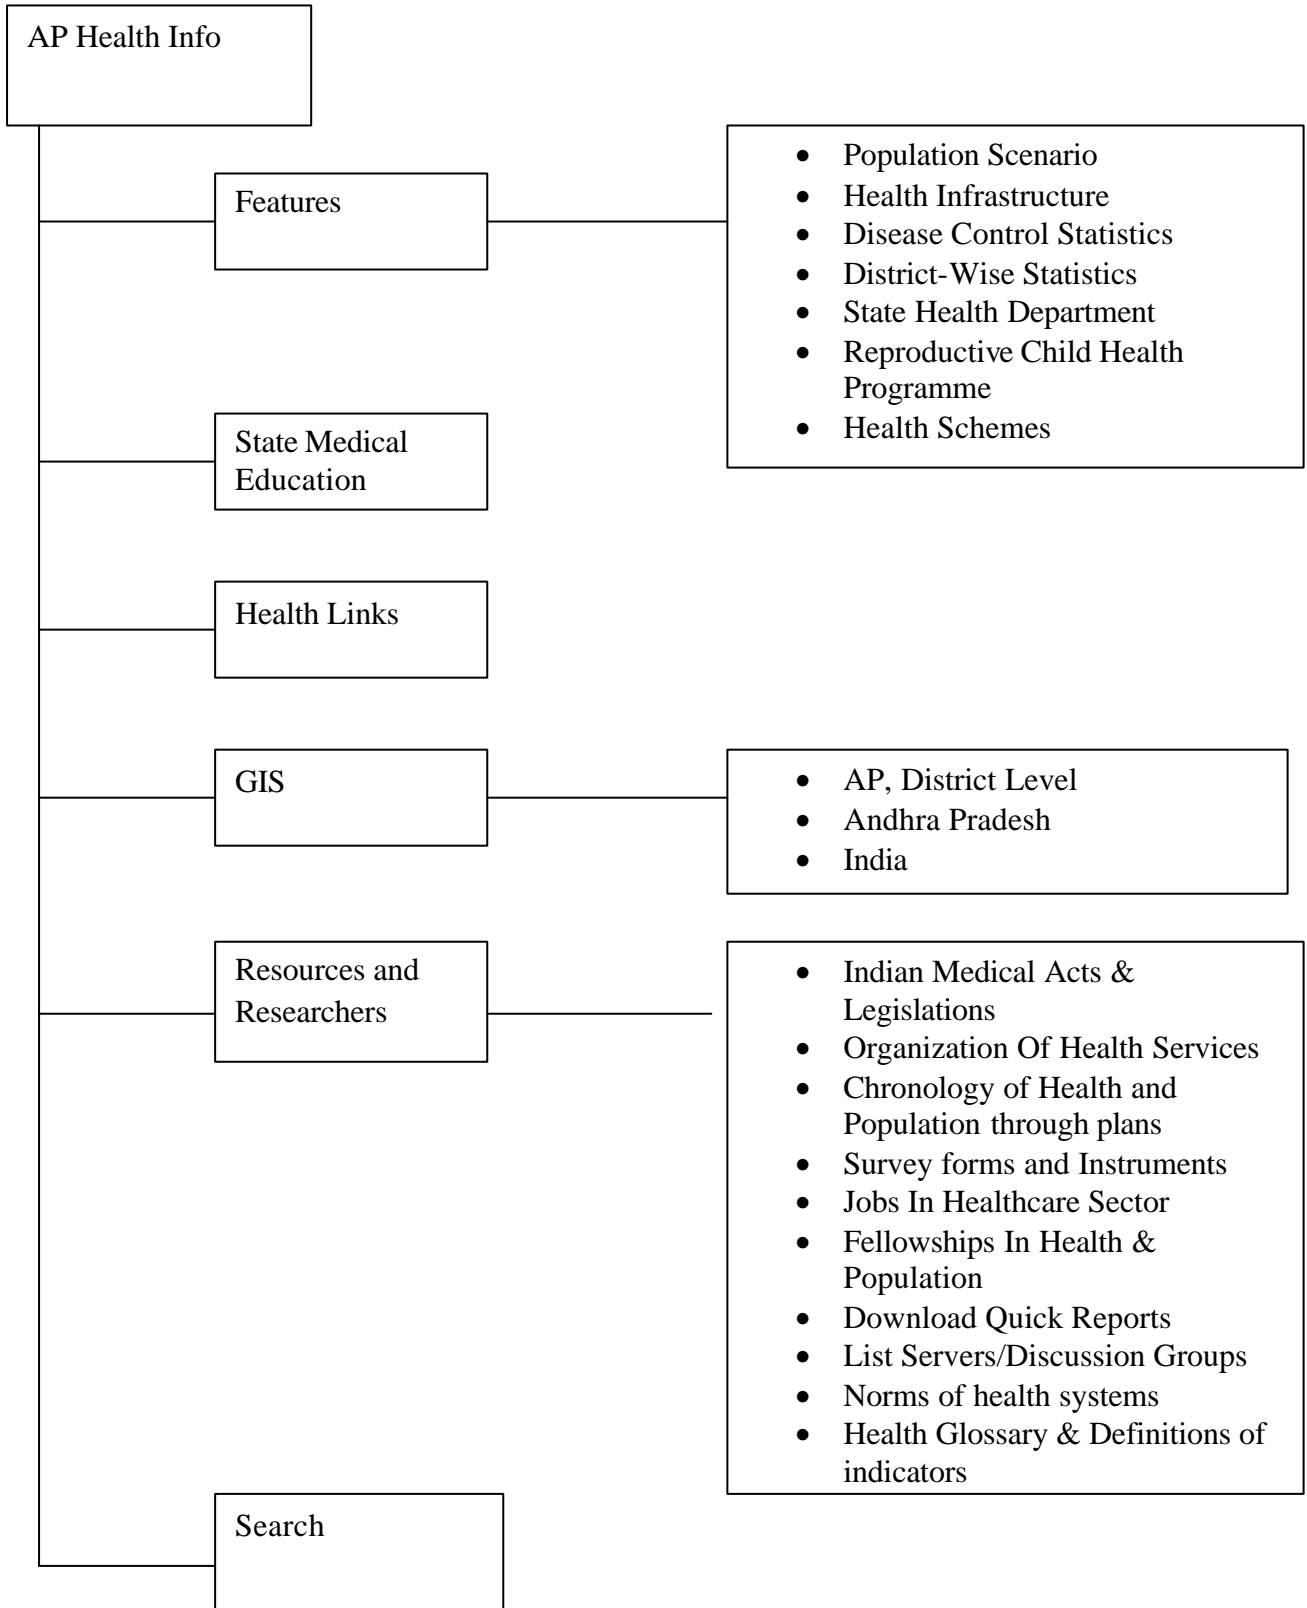 AP Health Info
Features
• Population Scenario
• Health Infrastructure
• Disease Control Statistics
• District-Wise Statistics
• State Health Department
• Reproductive Child Health
Programme
• Health Schemes
State Medical
Education
Health Links
GIS
• AP, District Level
• Andhra Pradesh
• India
Resources and
Researchers
• Indian Medical Acts &
Legislations
• Organization Of Health Services
• Chronology of Health and
Population through plans
• Survey forms and Instruments
• Jobs In Healthcare Sector
• Fellowships In Health &
Population
• Download Quick Reports
• List Servers/Discussion Groups
• Norms of health systems
• Health Glossary & Definitions of
indicators
Search